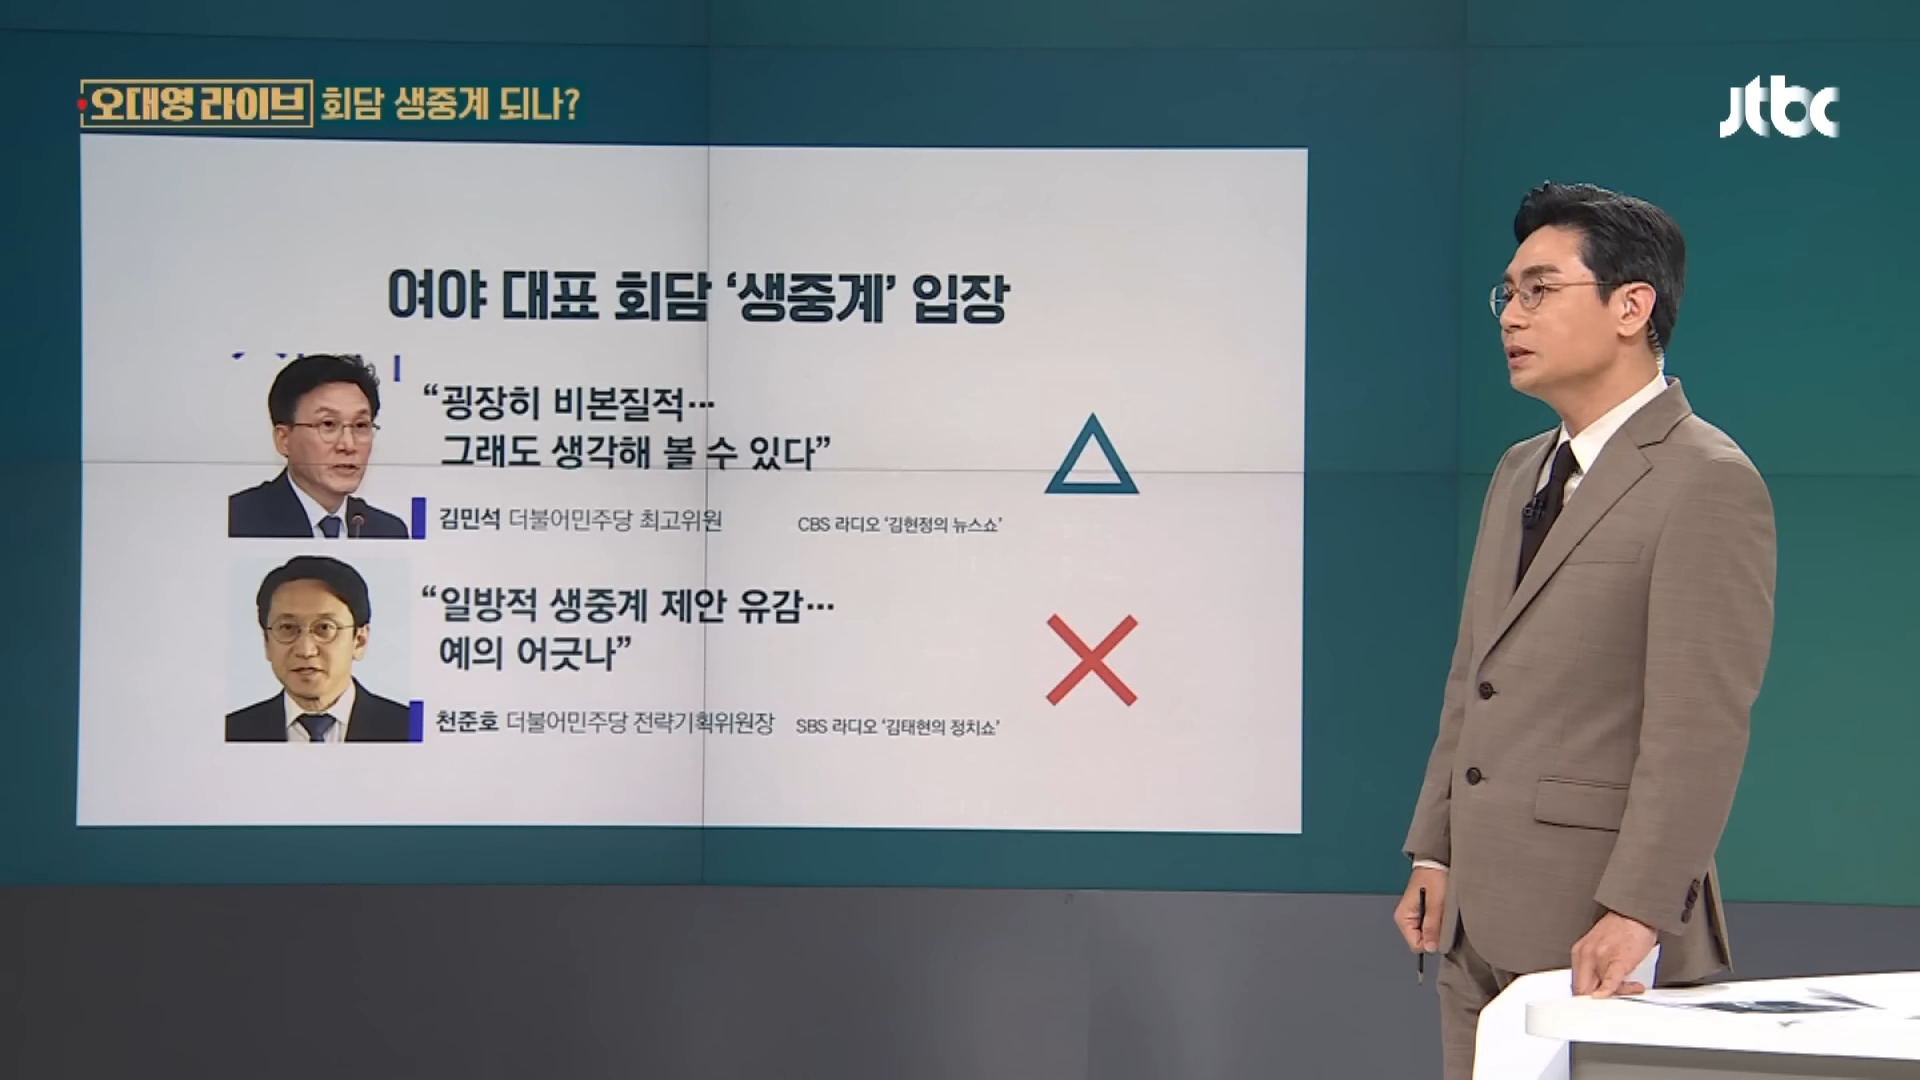 오대영 라이브 회담 생중계 되나?
jtbc
여야 대표 회담 ‘생중계’ 입장
“굉장히 비본질적…
그래도 생각해 볼 수 있다”
김민석 더불어민주당 최고위원 CBS 라디오 ‘김현정의 뉴스쇼’
“일방적 생중계 제안 유감…
예의 어긋나”
천준호 더불어민주당 전략기획위원장 SBS 라디오 ‘김태현의 정치쇼’